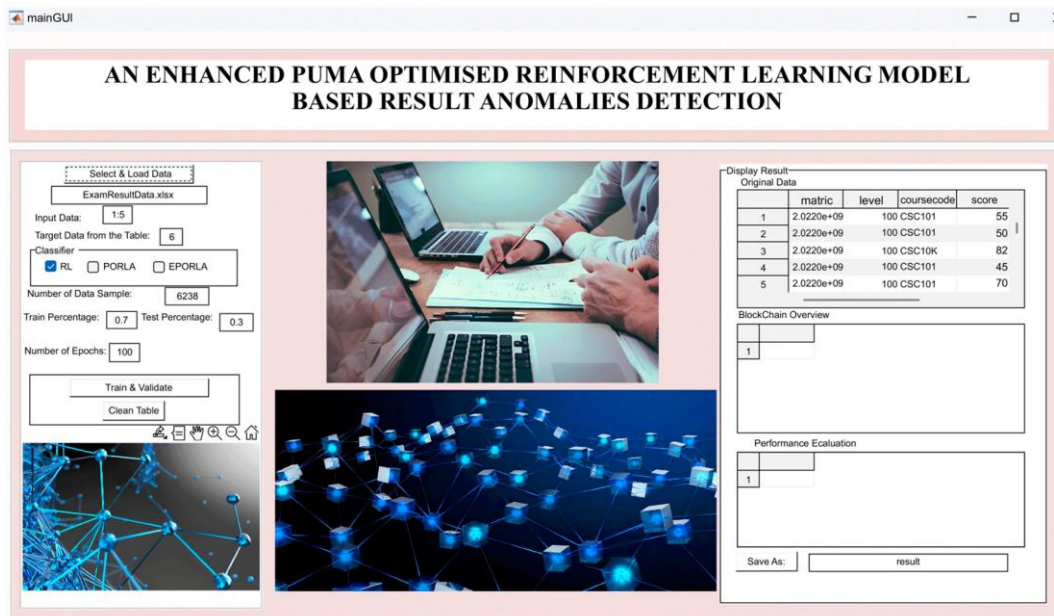 mainGUI
AN ENHANCED PUMA OPTIMISED REINFORCEMENT LEARNING MODEL
BASED RESULT ANOMALIES DETECTION
Select & Load Data
ExamResultData.xlsx
Input Data: 1:5
Target Data from the Table: 6
Classifier
RL PORLA EPORLA
Number of Data Sample: 6238
Train Percentage: 0.7 Test Percentage: 0.3
Number of Epochs: 100
Train & Validate
Clean Table
Display Result
Original Data
matric level coursecode score
1 2.0220e+09 100 CSC101 55
2 2.0220e+09 100 CSC101 50
3 2.0220e+09 100 CSC10K 82
4 2.0220e+09 100 CSC101 45
5 2.0220e+09 100 CSC101 70
BlockChain Overview
1
Performance Ecaluation
1
Save As: result